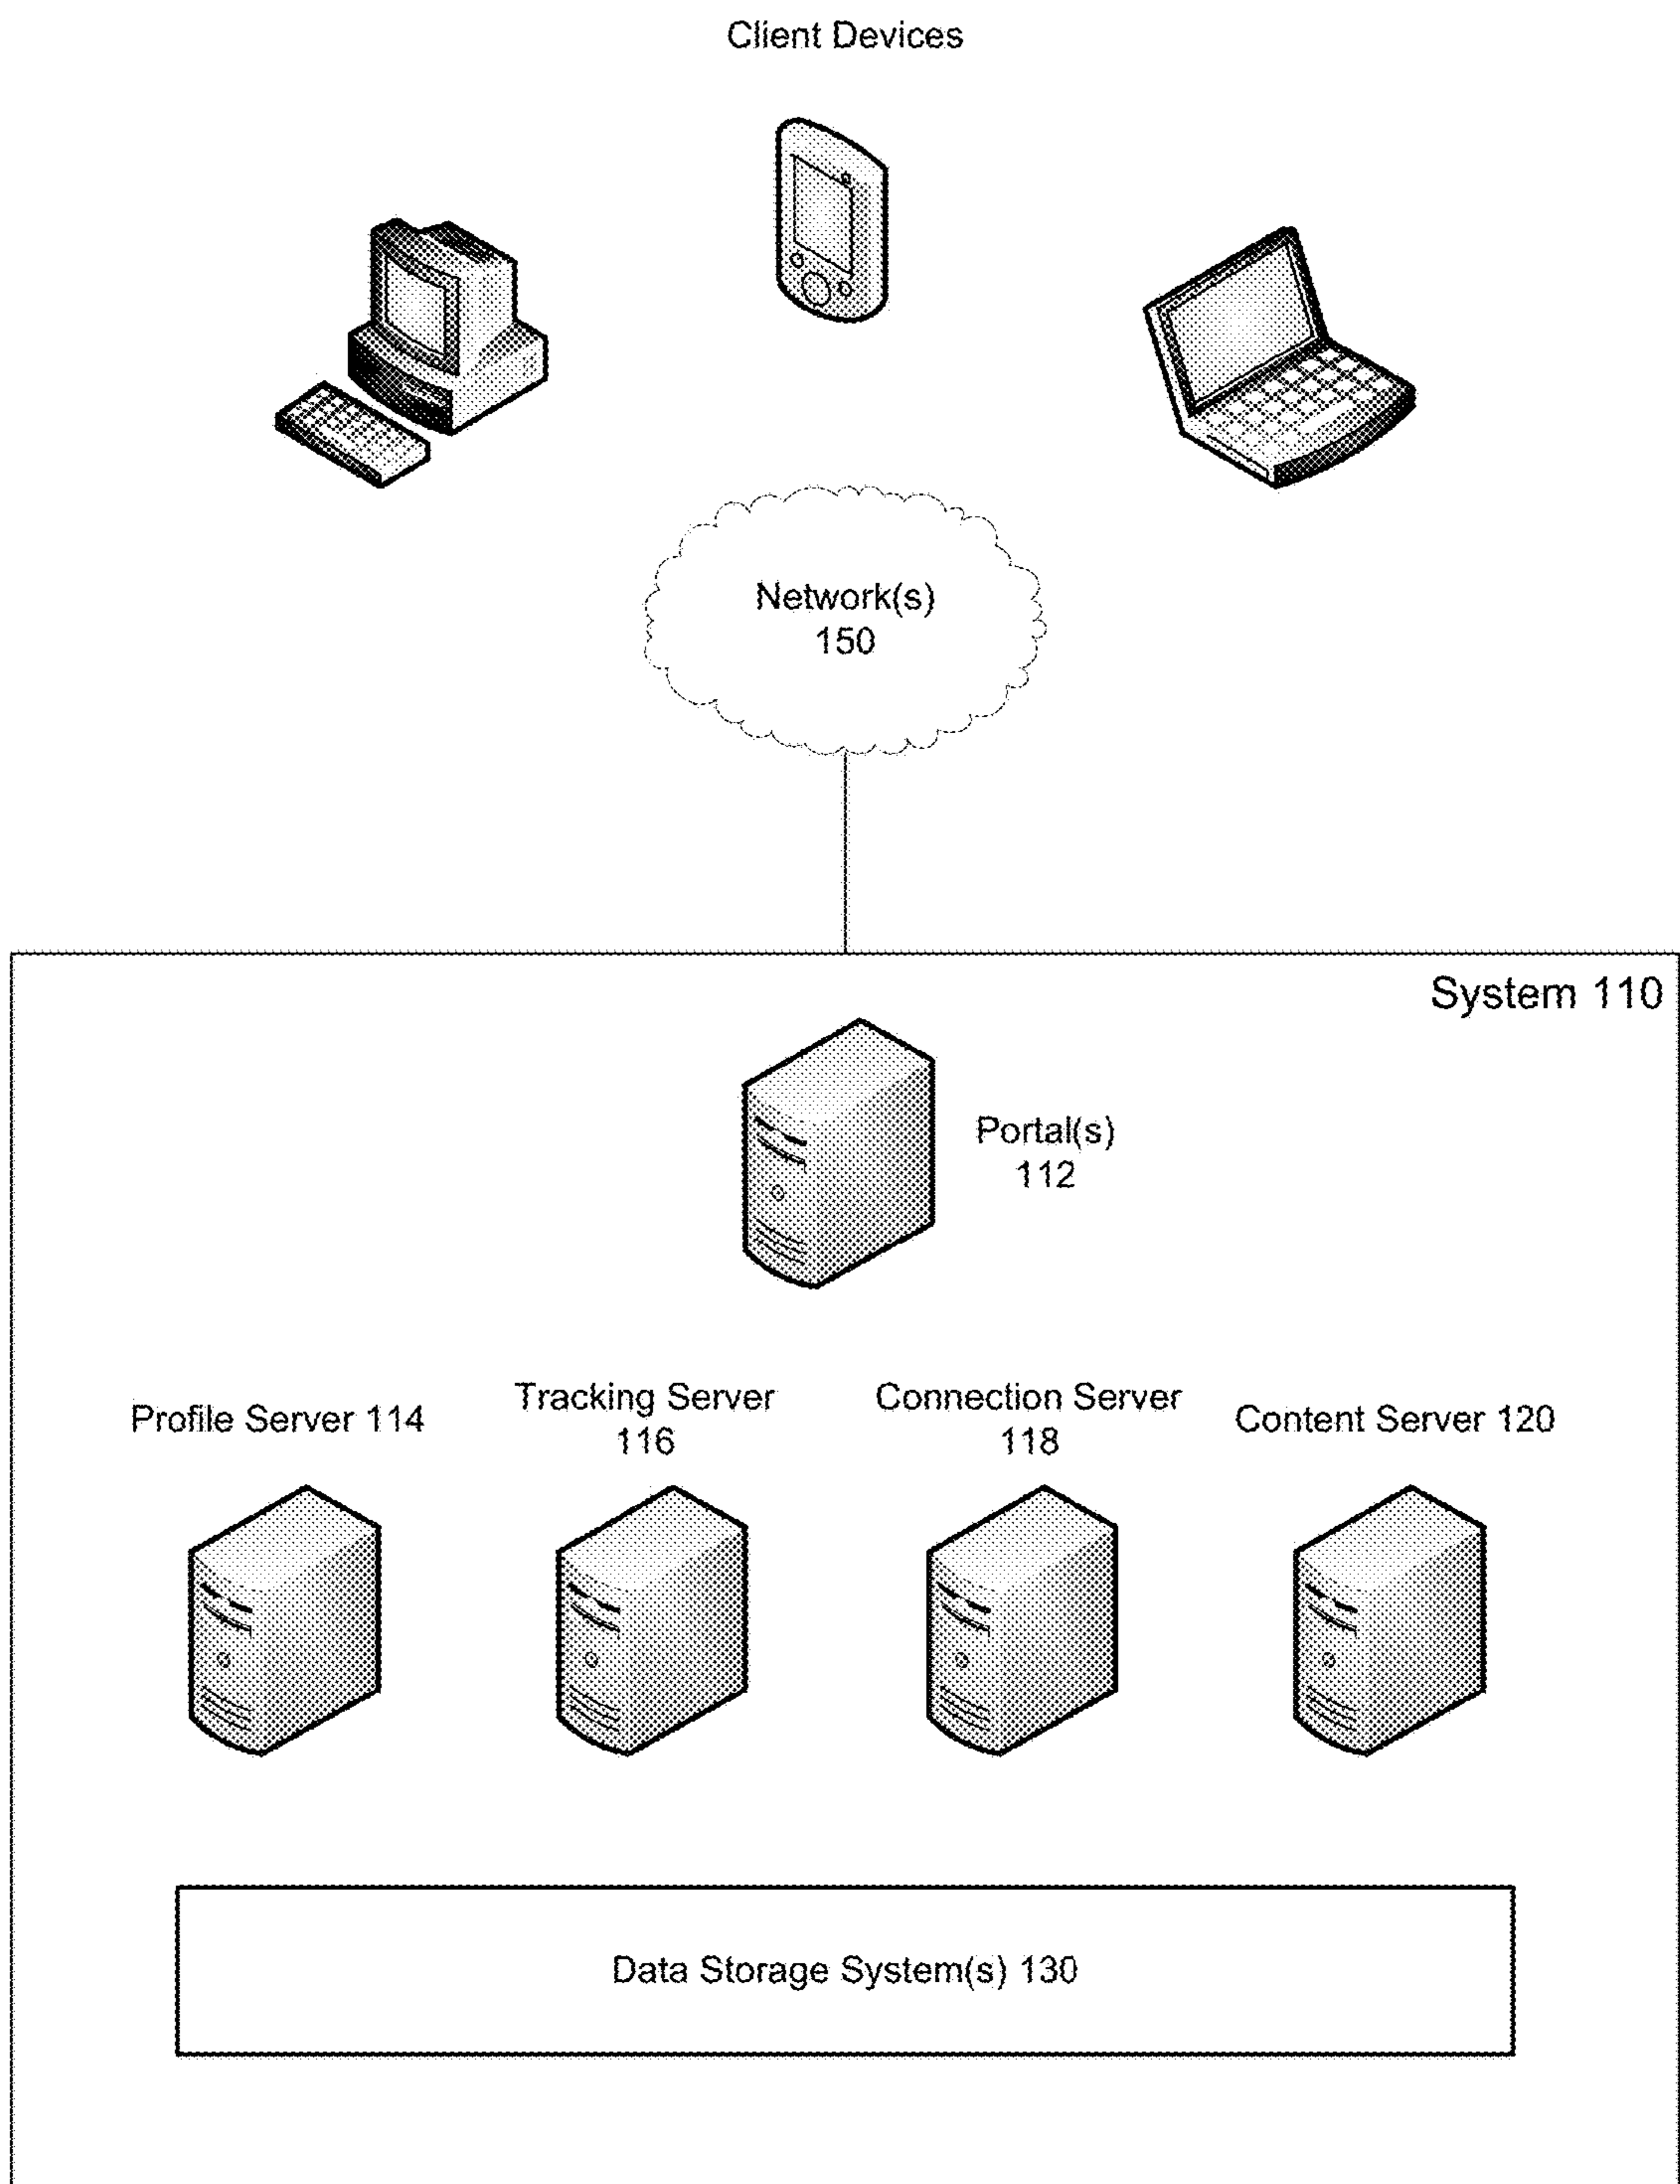 Client Devices
Network(s)
150
System 110
Portal(s)
112
Profile Server 114
Tracking Server
116
Connection Server
118
Content Server 120
Data Storage System(s) 130